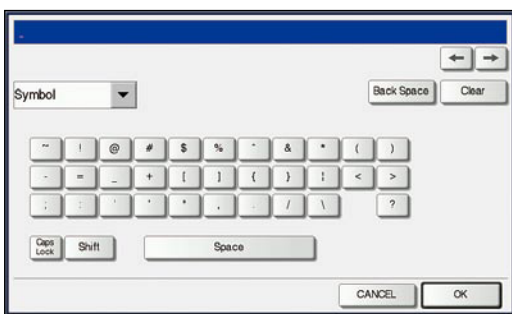 _
← →
Symbol Back Space Clear
~ ! @ # $ % ^ & * ( )
- = _ + [ ] { } ¦ < >
; : , . / \ ?
Caps Lock Shift Space
CANCEL OK